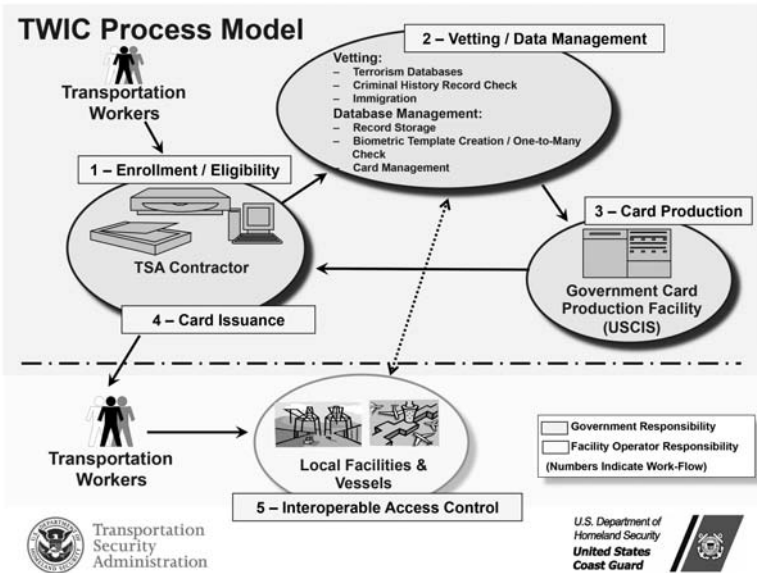 TWIC Process Model
Transportation
Workers
2 – Vetting / Data Management
Vetting:
– Terrorism Databases
– Criminal History Record Check
– Immigration
Database Management:
– Record Storage
– Biometric Template Creation / One-to-Many
Check
– Card Management
1 – Enrollment / Eligibility
TSA Contractor
3 – Card Production
Government Card
Production Facility
(USCIS)
4 – Card Issuance
Transportation
Workers
Local Facilities &
Vessels
5 – Interoperable Access Control
Government Responsibility
Facility Operator Responsibility
(Numbers Indicate Work-Flow)
Transportation
Security
Administration
U.S. Department of
Homeland Security
United States
Coast Guard